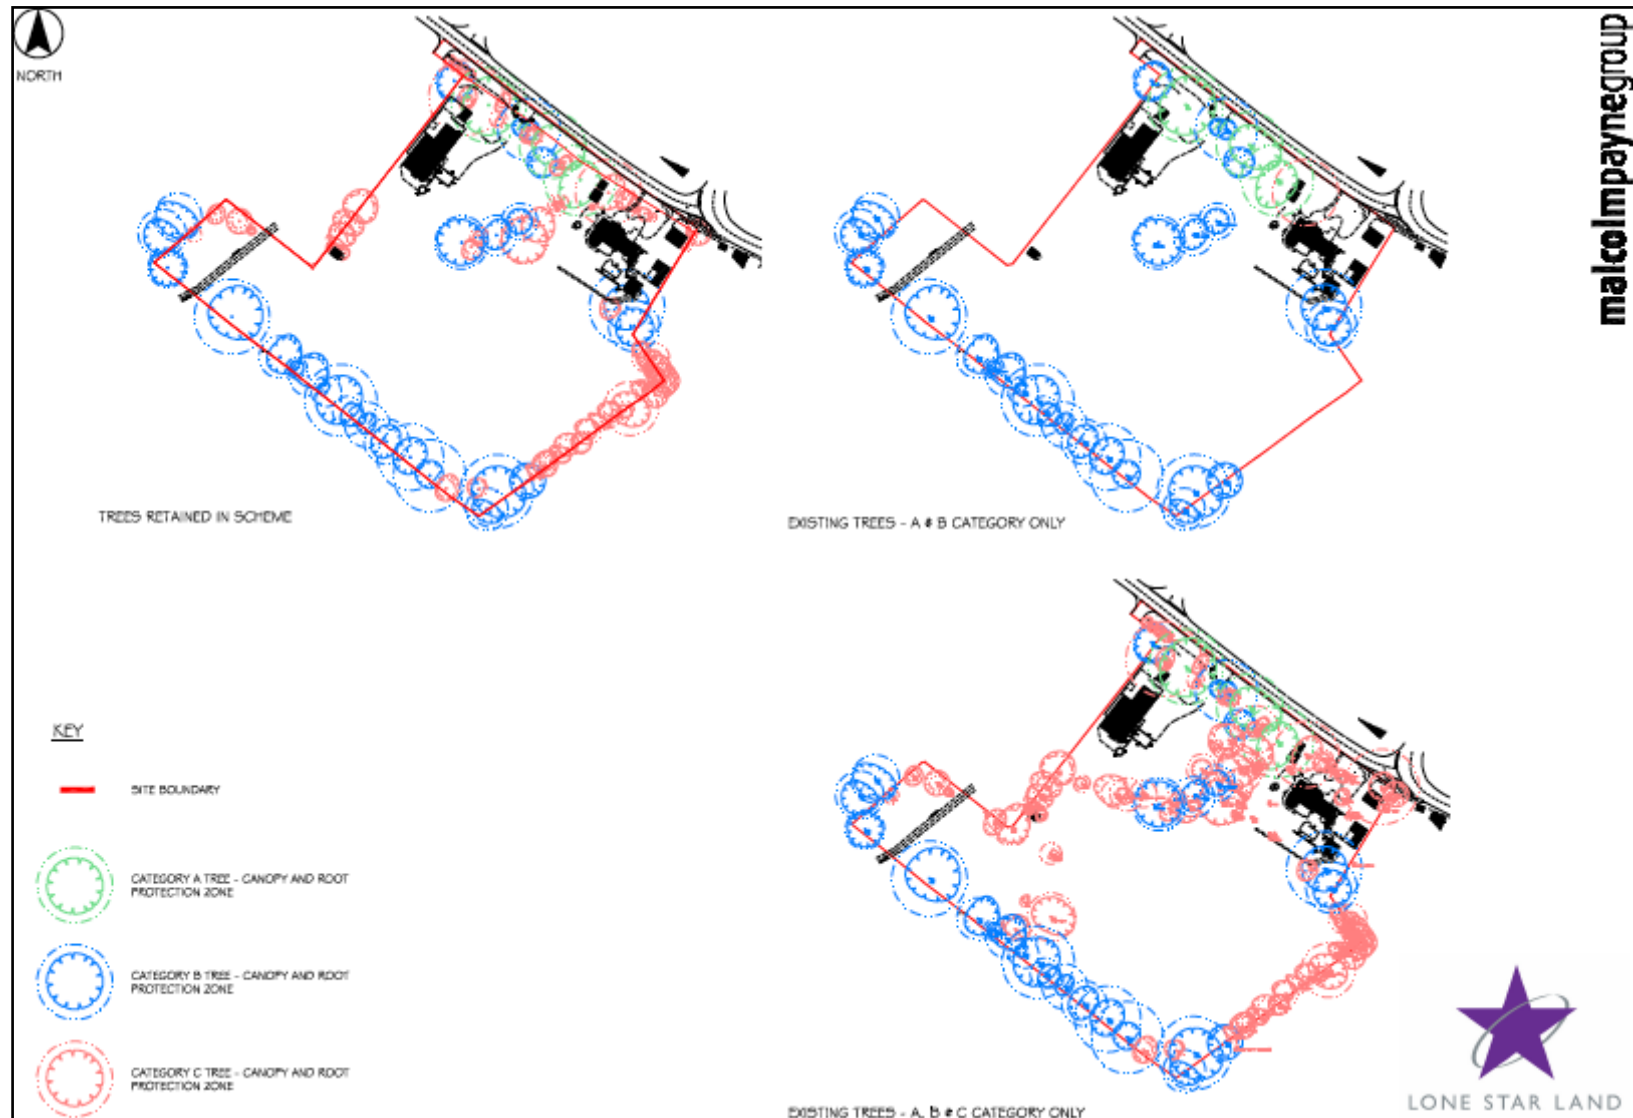 NORTH
malcolmpaynegroup
TREES RETAINED IN SCHEME
EXISTING TREES - A & B CATEGORY ONLY
KEY
SITE BOUNDARY
CATEGORY A TREE - CANOPY AND ROOT
PROTECTION ZONE
CATEGORY B TREE - CANOPY AND ROOT
PROTECTION ZONE
CATEGORY C TREE - CANOPY AND ROOT
PROTECTION ZONE
EXISTING TREES - A, B & C CATEGORY ONLY
LONE STAR LAND